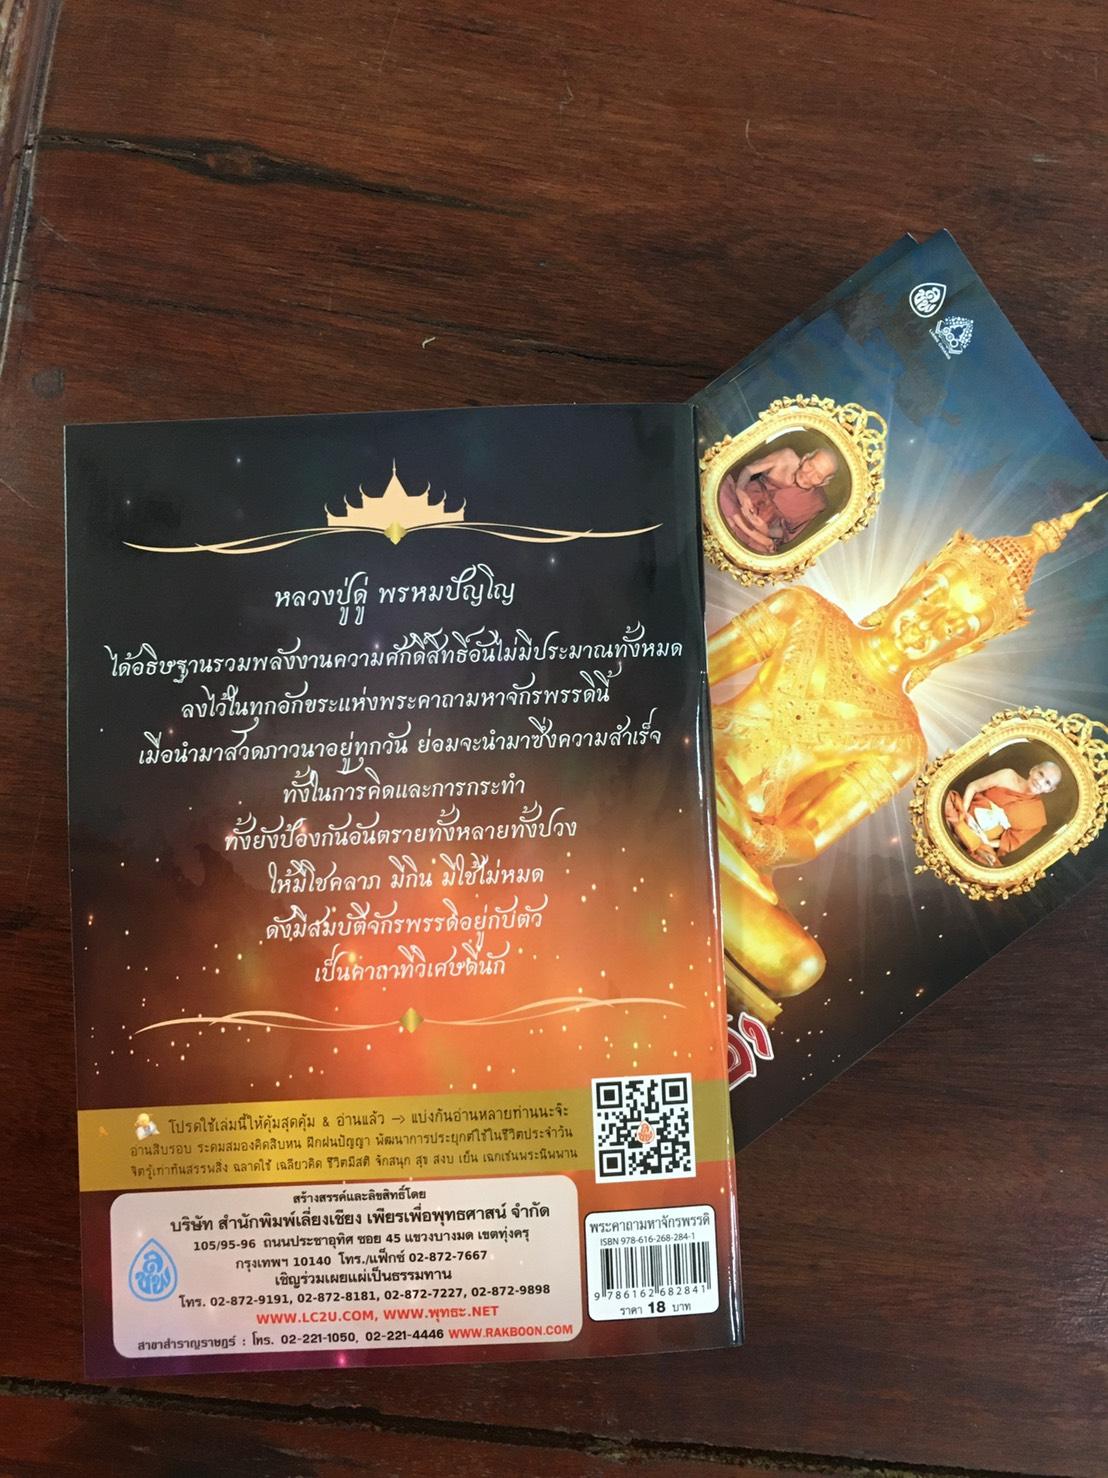 หลวงปู่ดู่ พรหมปัญโญ
ได้อธิษฐานรวมพลังงานความศักดิ์สิทธิ์อันไม่มีประมาณทั้งหมด
ลงไว้ในทุกอักขระแห่งพระคาถามหาจักรพรรดินี้
เมื่อนำมาสวดภาวนาอยู่ทุกวัน ย่อมจะนำมาซึ่งความสำเร็จ
ทั้งในการคิดและการกระทำ
ทั้งยังป้องกันอันตรายทั้งหลายทั้งปวง
ให้มีโชคลาภ มีกิน มีใช้ไม่หมด
ดังมีสมบัติจักรพรรดิอยู่กับตัว
เป็นคาถาที่วิเศษดีนัก
โปรดใช้เล่มนี้ให้คุ้มสุดคุ้ม & อ่านแล้ว → แบ่งกันอ่านหลายท่านนะจ๊ะ
อ่านสิบรอบ ระดมสมองคิดสิบหน ฝึกฝนปัญญา พัฒนาการประยุกต์ใช้ในชีวิตประจำวัน
จิตรู้เท่าทันสรรพสิ่ง ฉลาดใช้ เฉลียวคิด ชีวิตมีสติ จักสนุก สุข สงบ เย็น เฉกเช่นพระนิพพาน
สร้างสรรค์และลิขสิทธิ์โดย
บริษัท สำนักพิมพ์เลี่ยงเชียง เพียรเพื่อพุทธศาสน์ จำกัด
105/95-96 ถนนประชาอุทิศ ซอย 45 แขวงบางมด เขตทุ่งครุ
กรุงเทพฯ 10140 โทร./แฟ็กซ์ 02-872-7667
เชิญร่วมเผยแผ่เป็นธรรมทาน
โทร. 02-872-9191, 02-872-8181, 02-872-7227, 02-872-9898
WWW.LC2U.COM, WWW.พุทธะ.NET
สาขาสำราญราษฎร์ : โทร. 02-221-1050, 02-221-4446 WWW.RAKBOON.COM
พระคาถามหาจักรพรรดิ
ISBN 978-616-268-284-1
9 786162 682841
ราคา 18 บาท